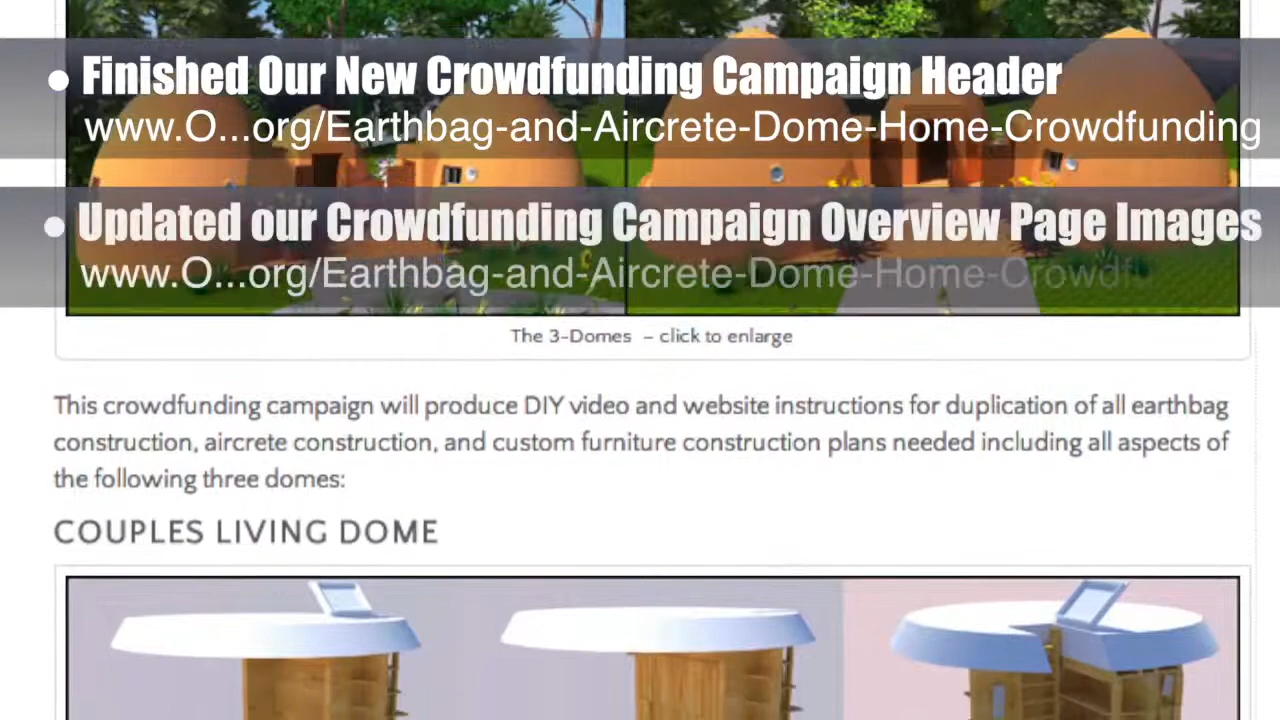 • Finished Our New Crowdfunding Campaign Header
www.O...org/Earthbag-and-Aircrete-Dome-Home-Crowdfunding
• Updated our Crowdfunding Campaign Overview Page Images
www.O...org/Earthbag-and-Aircrete-Dome-Home-Crowdfu
The 3-Domes – click to enlarge
This crowdfunding campaign will produce DIY video and website instructions for duplication of all earthbag
construction, aircrete construction, and custom furniture construction plans needed including all aspects of
the following three domes:
COUPLES LIVING DOME